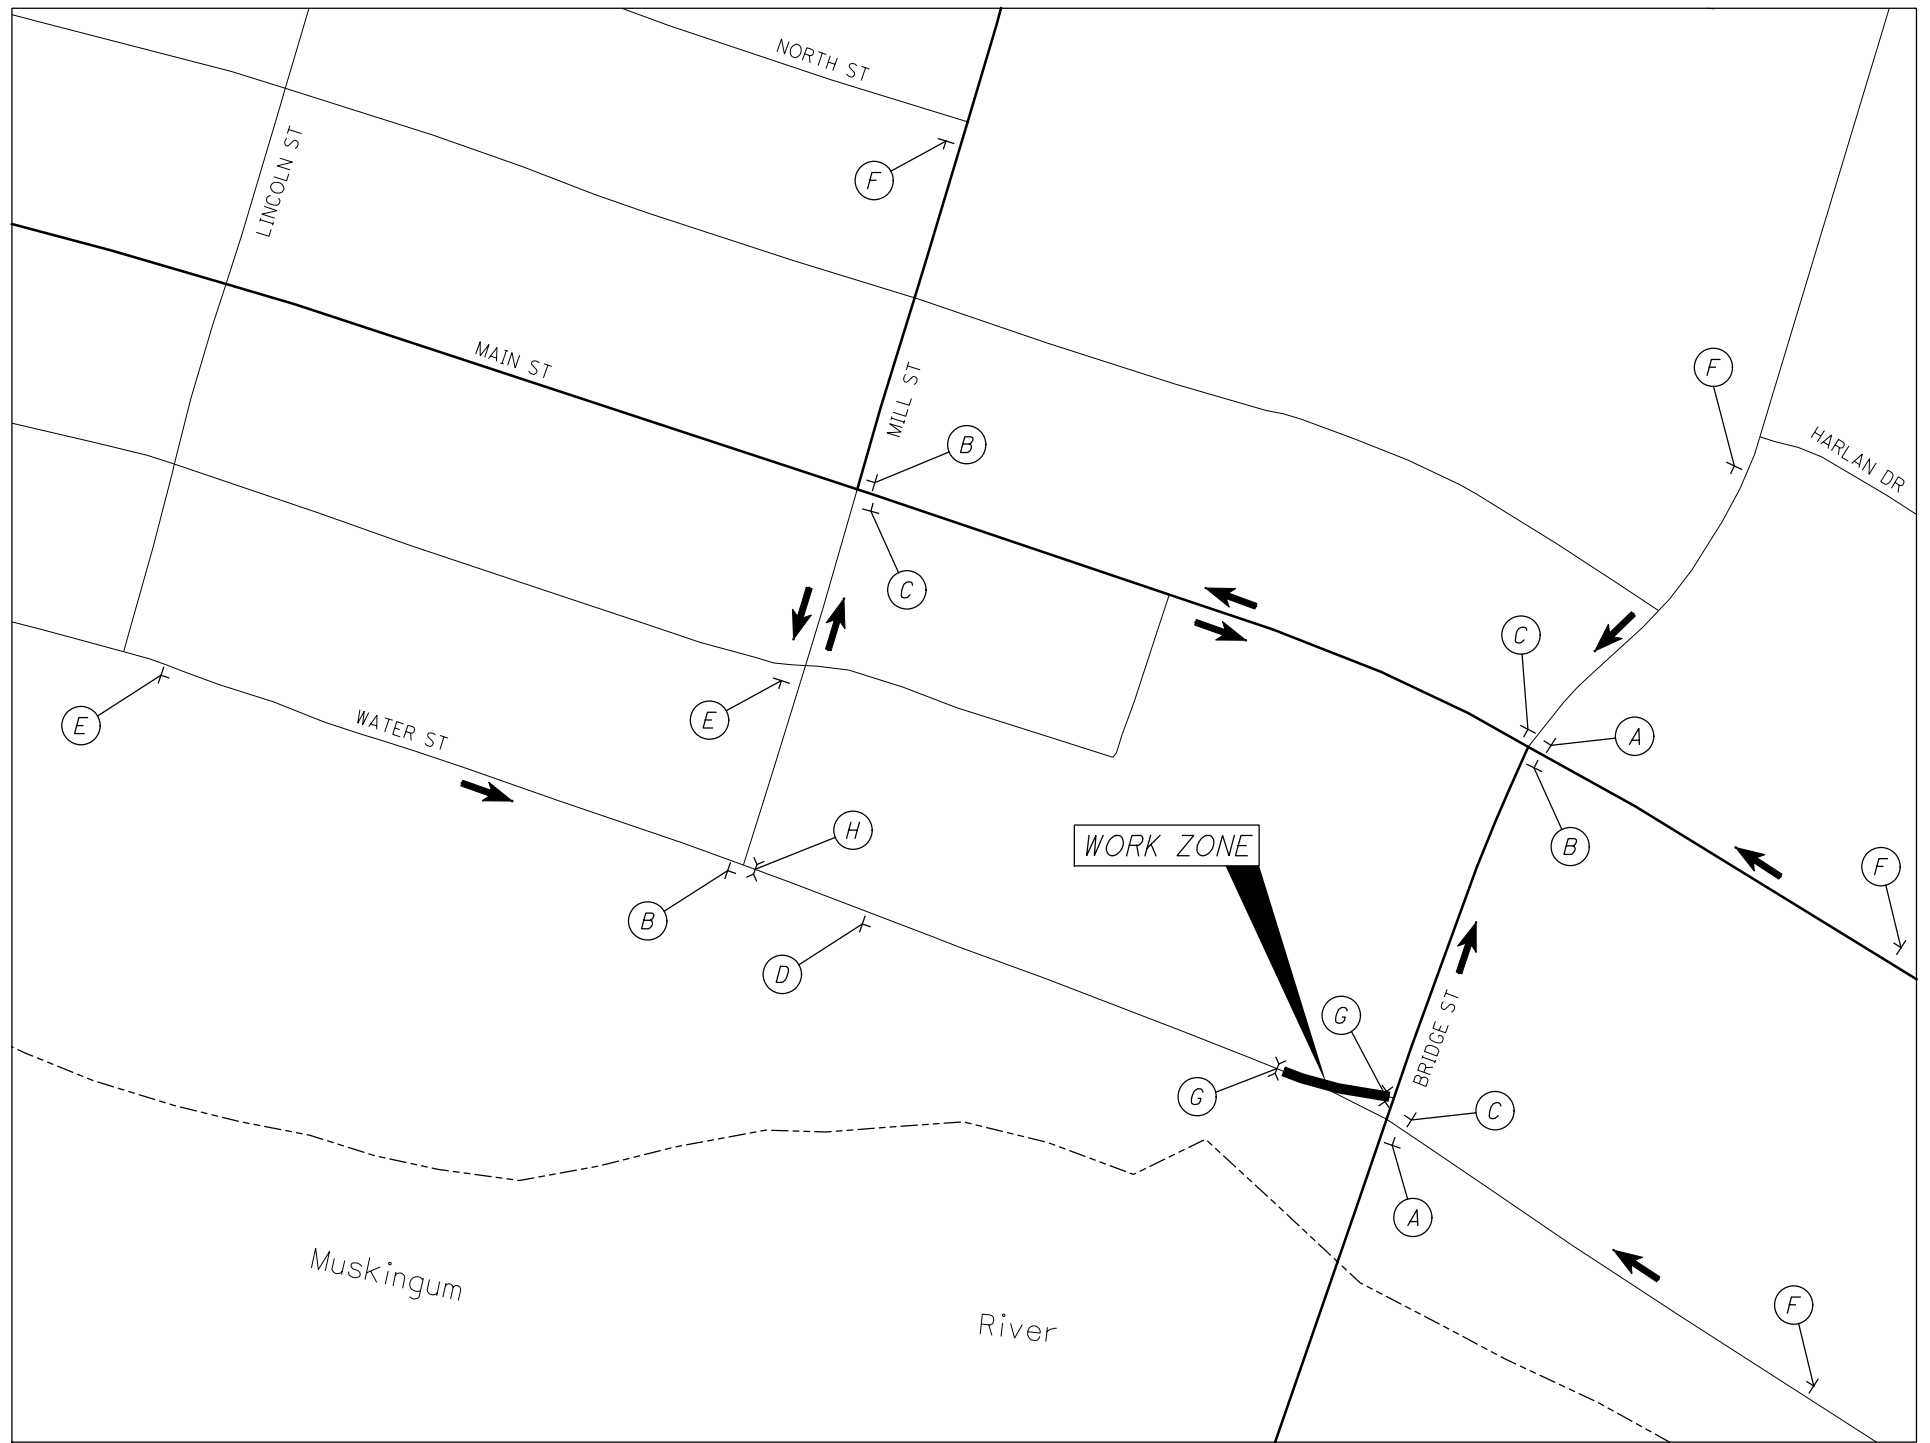 NORTH ST
LINCOLN ST
F
MAIN ST
MILL ST
F
HARLAN DR
B
C
C
A
E
E
WATER ST
H
WORK ZONE
B
F
B
D
G
BRIDGE ST
G
C
A
Muskingum
River
F